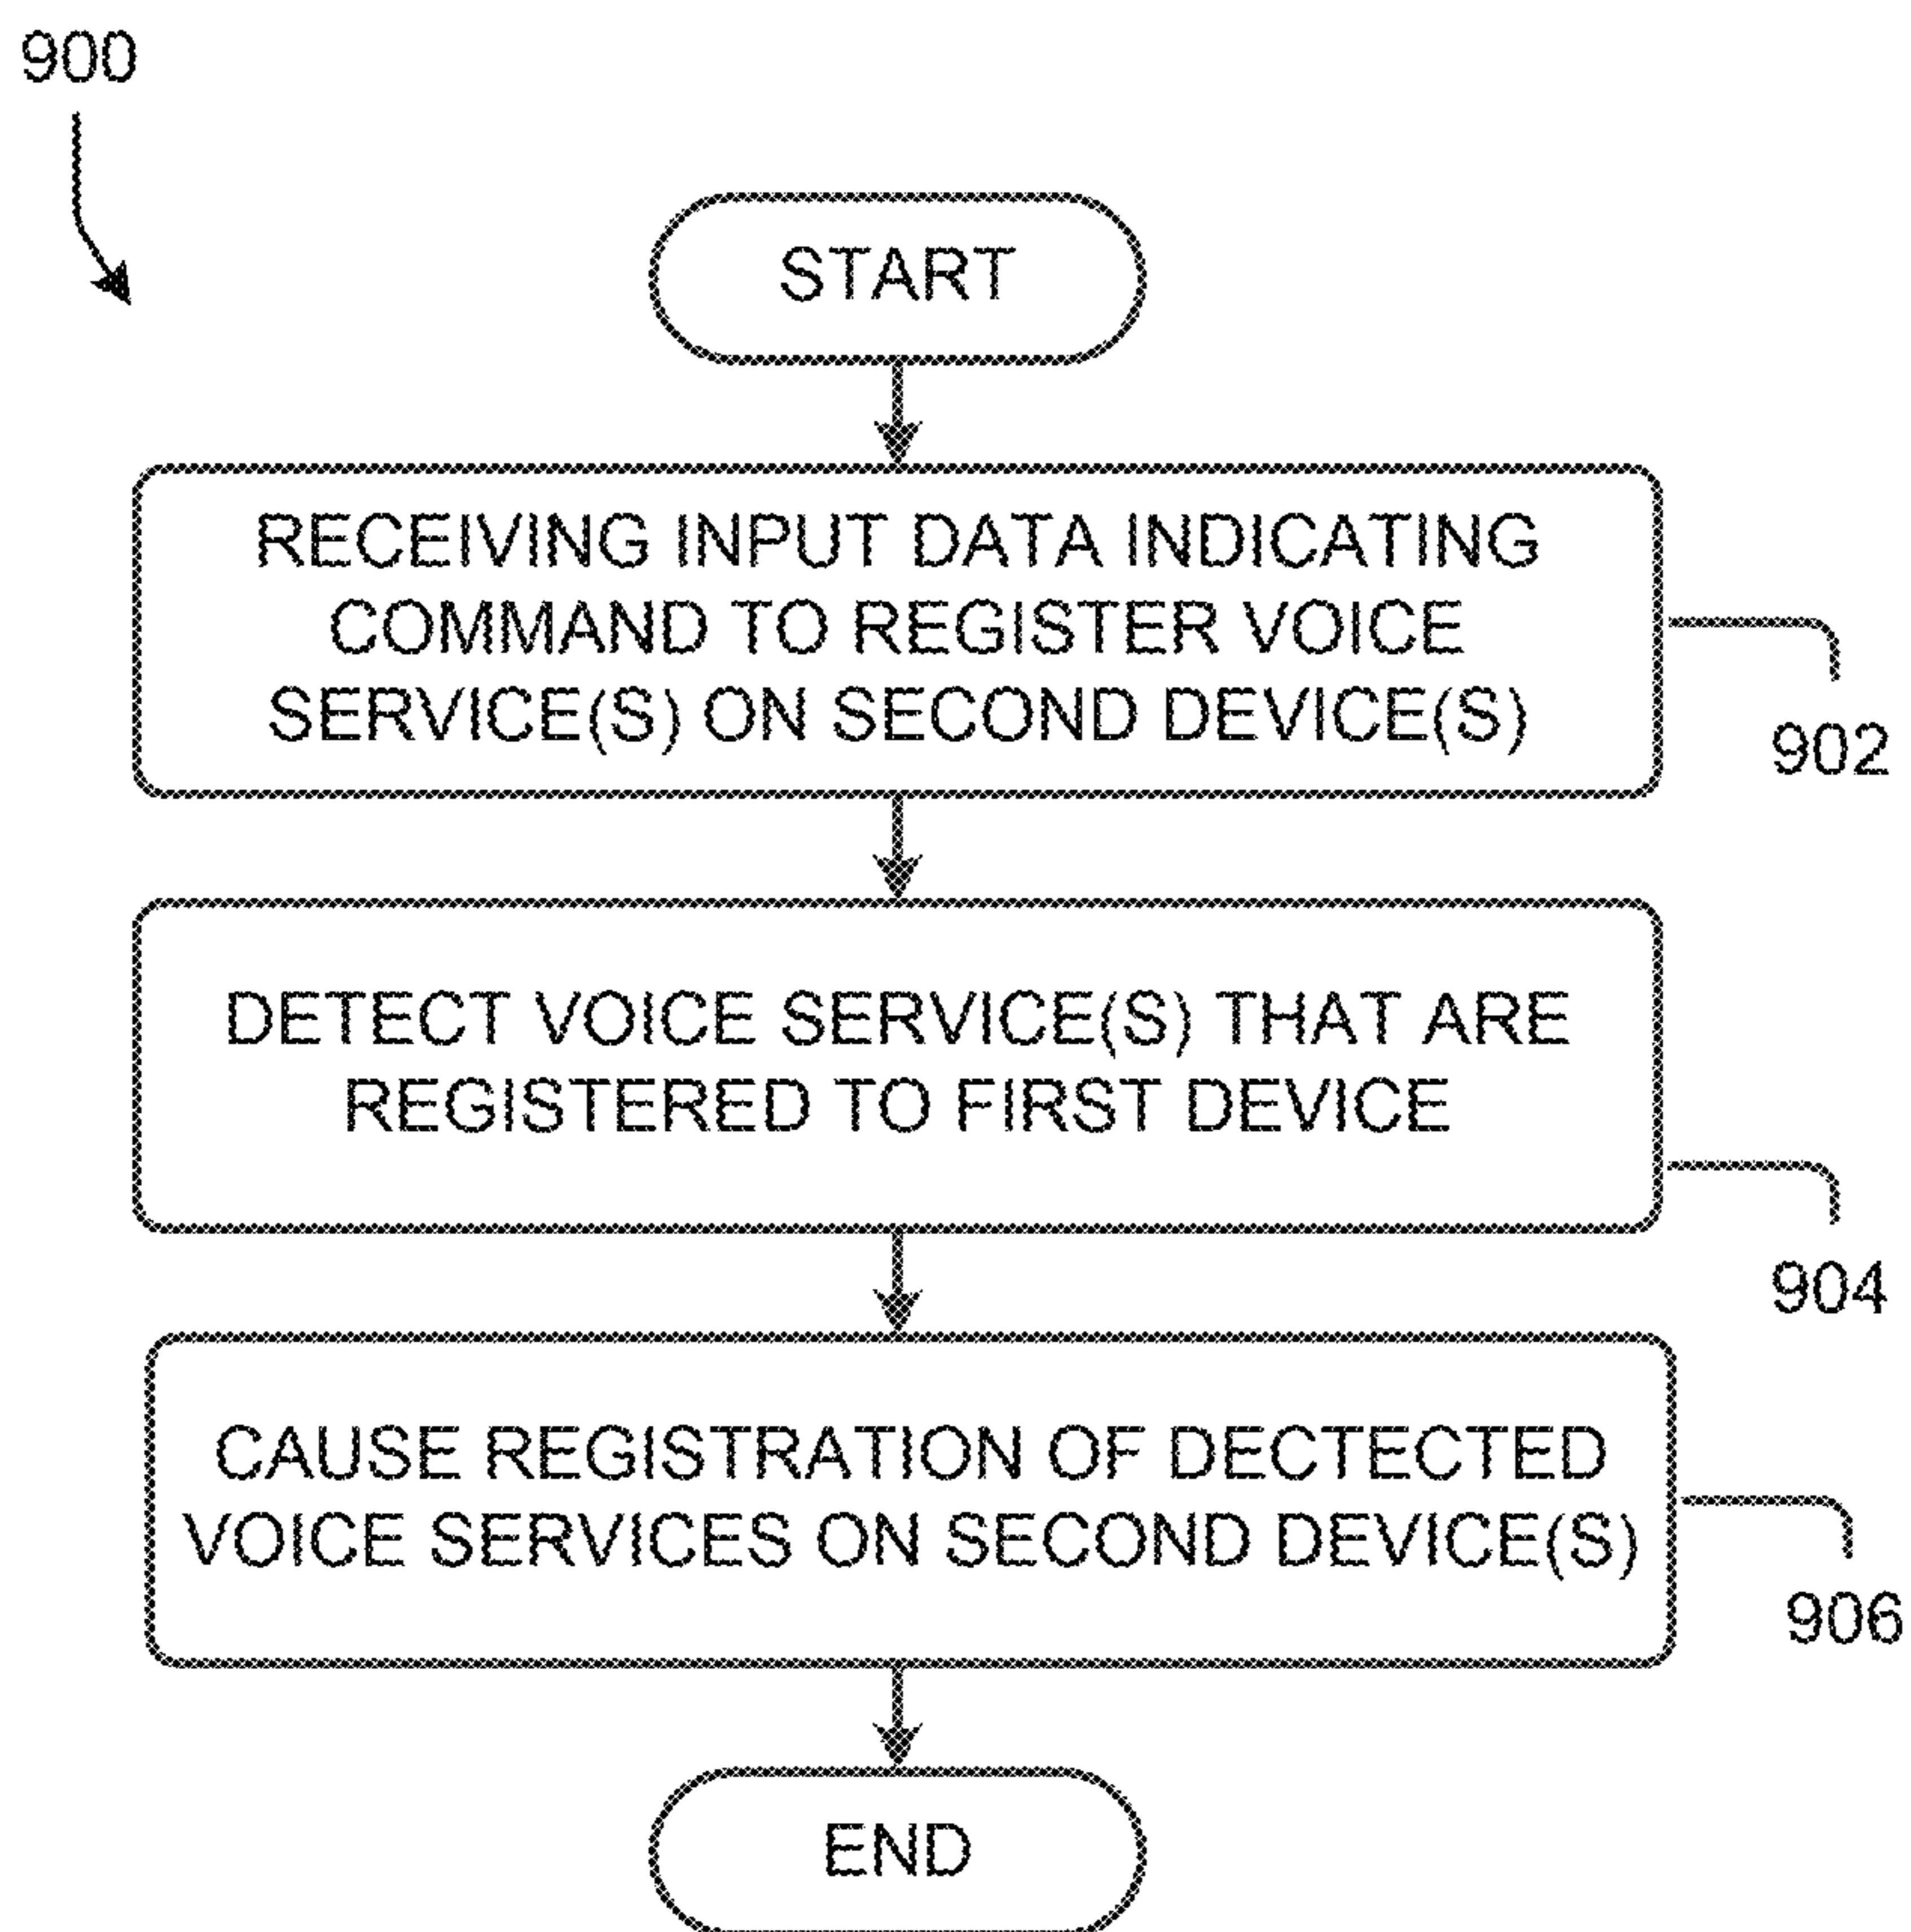 900
START
RECEIVING INPUT DATA INDICATING
COMMAND TO REGISTER VOICE
SERVICE(S) ON SECOND DEVICE(S)
902
DETECT VOICE SERVICE(S) THAT ARE
REGISTERED TO FIRST DEVICE
904
CAUSE REGISTRATION OF DECTECTED
VOICE SERVICES ON SECOND DEVICE(S)
906
END